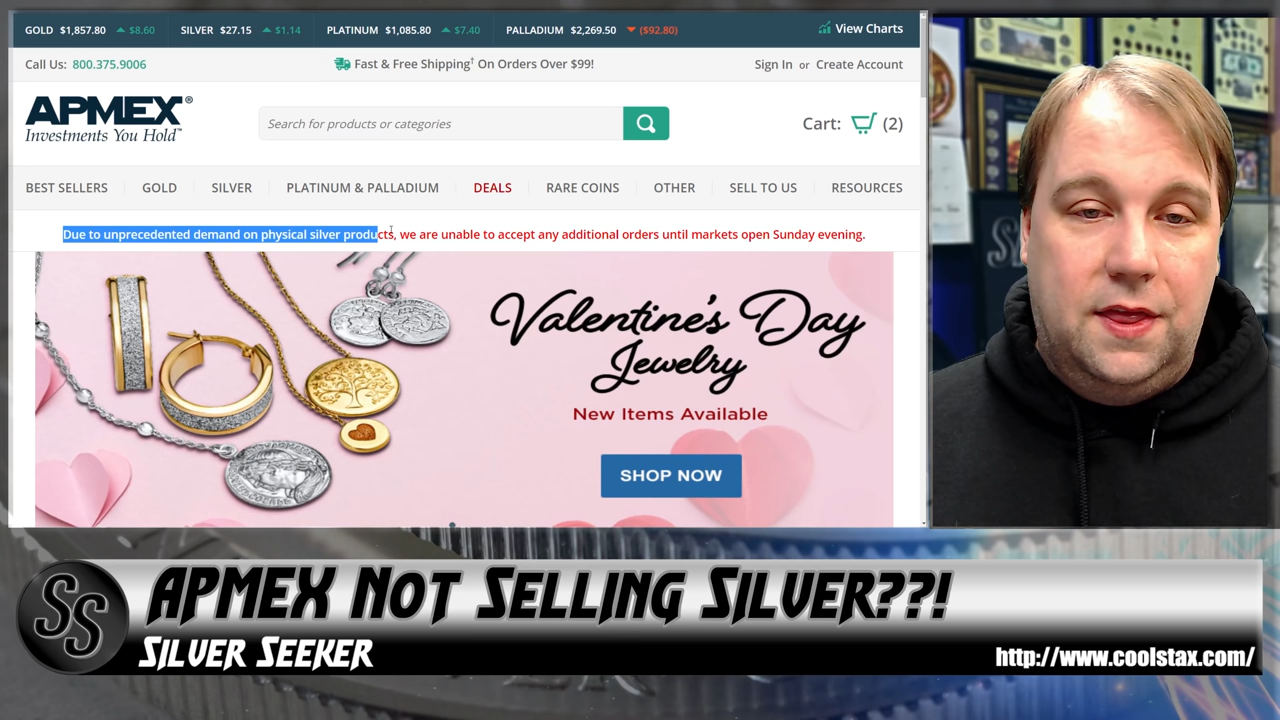 GOLD $1,857.80 ▲ $8.60 SILVER $27.15 ▲ $1.14 PLATINUM $1,085.80 ▲ $7.40 PALLADIUM $2,269.50 ▼ ($92.80) View Charts
Call Us: 800.375.9006 Fast & Free Shipping† On Orders Over $99! Sign In or Create Account
APMEX®
Investments You Hold™
Search for products or categories
Cart: (2)
BEST SELLERS GOLD SILVER PLATINUM & PALLADIUM DEALS RARE COINS OTHER SELL TO US RESOURCES
Due to unprecedented demand on physical silver products, we are unable to accept any additional orders until markets open Sunday evening.
Valentine's Day
Jewelry
New Items Available
SHOP NOW
SS
APMEX Not Selling Silver??!
Silver Seeker
http://www.coolstax.com/